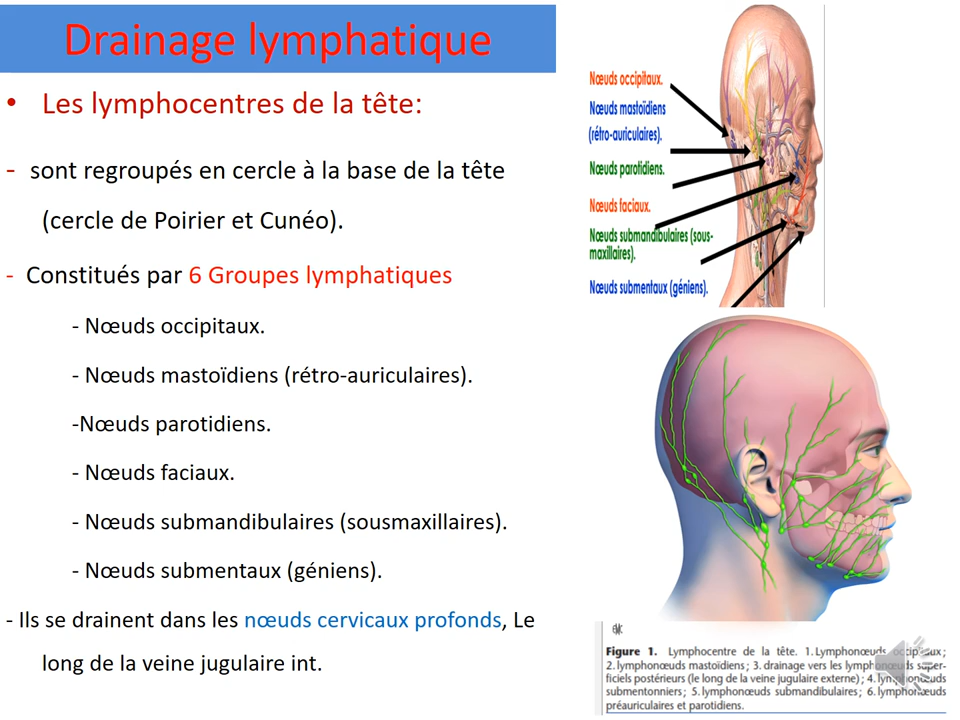 Drainage lymphatique
• Les lymphocentres de la tête:
- sont regroupés en cercle à la base de la tête
(cercle de Poirier et Cunéo).
- Constitués par 6 Groupes lymphatiques
- Nœuds occipitaux.
- Nœuds mastoïdiens (rétro-auriculaires).
-Nœuds parotidiens.
- Nœuds faciaux.
- Nœuds submandibulaires (sousmaxillaires).
- Nœuds submentaux (géniens).
- Ils se drainent dans les nœuds cervicaux profonds, Le
long de la veine jugulaire int.
Nœuds occipitaux.
Nœuds mastoïdiens
(rétro-auriculaires).
Nœuds parotidiens.
Nœuds faciaux.
Nœuds submandibulaires (sous-
maxillaires).
Nœuds submentaux (géniens).
Figure 1. Lymphocentre de la tête. 1. Lymphonœuds occipitaux ;
2. lymphonœuds mastoïdiens ; 3. drainage vers les lymphonœuds super-
ficiels postérieurs (le long de la veine jugulaire externe) ; 4. lymphonœuds
submentonniers ; 5. lymphonœuds submandibulaires ; 6. lymphonœuds
préauriculaires et parotidiens.